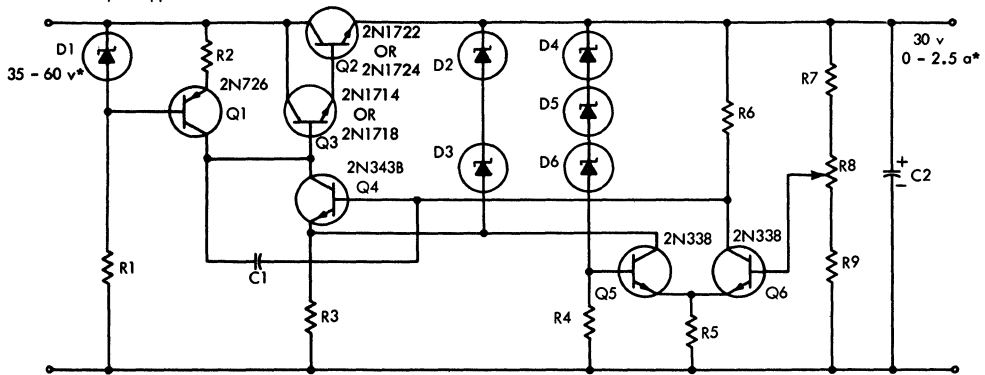 D1
R2
2N1722
OR
2N1724
Q2
35 - 60 v*
2N726
Q1
2N1714
OR
2N1718
Q3
D2
D4
D5
D3
D6
R6
R7
30 v
0 - 2.5 a*
R8
+
C2
−
2N343B
Q4
2N338
2N338
R1
C1
Q5
Q6
R9
R3
R4
R5